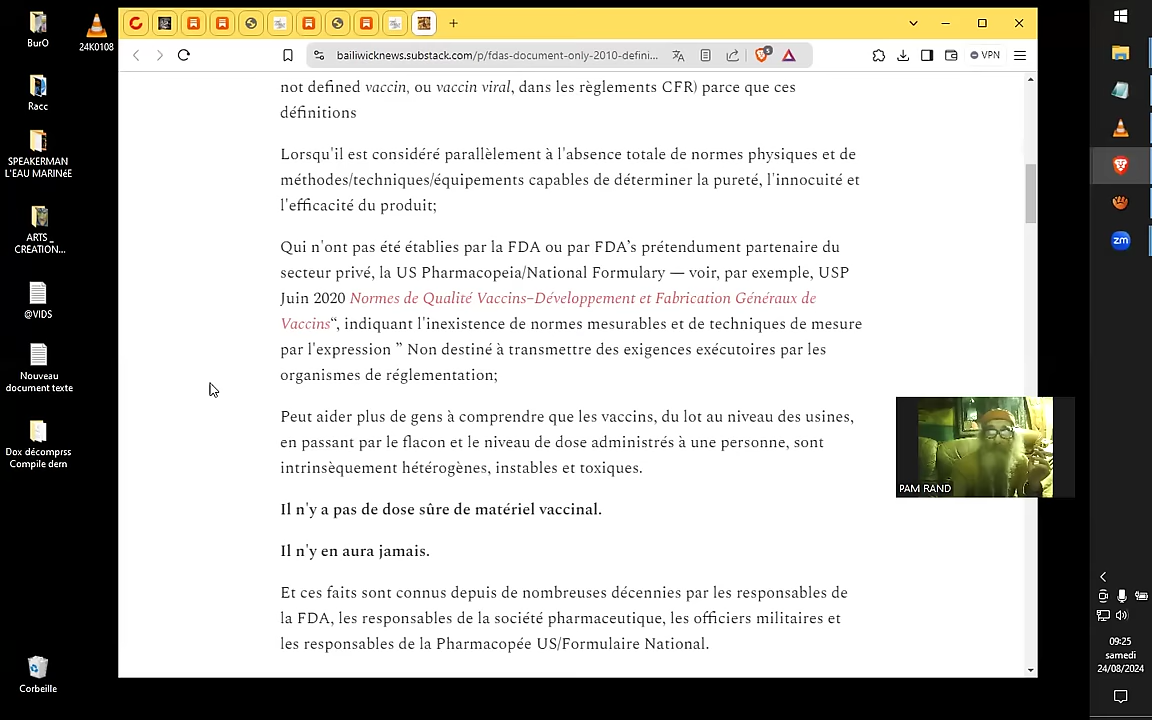 BurO
24K0108
Racc
SPEAKERMAN
L'EAU MARINéE
ARTS _
CREATION...
@VIDS
Nouveau
document texte
Dox décomprss
Compile dern
Corbeille
bailiwicknews.substack.com/p/fdas-document-only-2010-defini...
5
VPN
not defined vaccin, ou vaccin viral, dans les règlements CFR) parce que ces
définitions
Lorsqu'il est considéré parallèlement à l'absence totale de normes physiques et de
méthodes/techniques/équipements capables de déterminer la pureté, l'innocuité et
l'efficacité du produit;
Qui n'ont pas été établies par la FDA ou par FDA’s prétendument partenaire du
secteur privé, la US Pharmacopeia/National Formulary — voir, par exemple, USP
Juin 2020 Normes de Qualité Vaccins–Développement et Fabrication Généraux de
Vaccins“, indiquant l'inexistence de normes mesurables et de techniques de mesure
par l'expression ” Non destiné à transmettre des exigences exécutoires par les
organismes de réglementation;
Peut aider plus de gens à comprendre que les vaccins, du lot au niveau des usines,
en passant par le flacon et le niveau de dose administrés à une personne, sont
intrinsèquement hétérogènes, instables et toxiques.
Il n'y a pas de dose sûre de matériel vaccinal.
Il n'y en aura jamais.
Et ces faits sont connus depuis de nombreuses décennies par les responsables de
la FDA, les responsables de la société pharmaceutique, les officiers militaires et
les responsables de la Pharmacopée US/Formulaire National.
PAM RAND
zm
09:25
samedi
24/08/2024